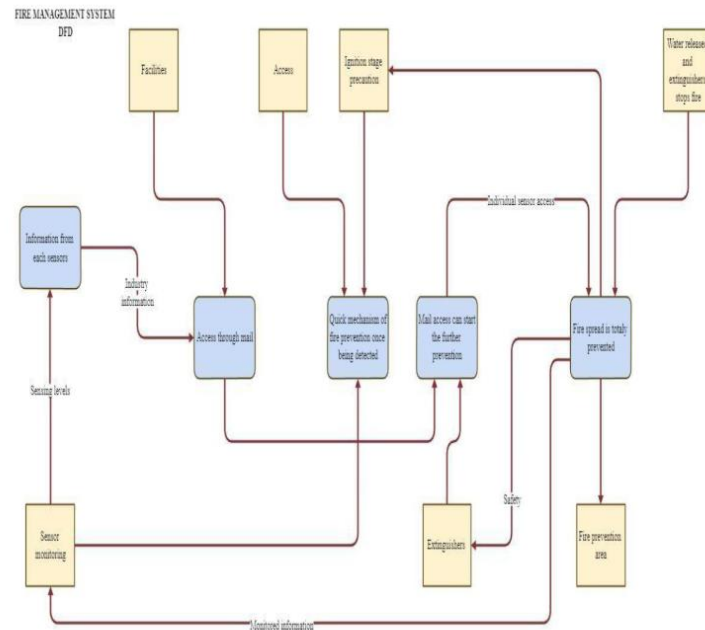 FIRE MANAGEMENT SYSTEM
DFD
Facilities
Access
Ignition stage
precaution
Water released
and
extinguishers
stops fire
Individual sensor access
Information from
each sensors
Industry
information
Access through mail
Quick mechanism of
fire prevention once
being detected
Mail access can start
the further
prevention
Fire spread is totaly
prevented
Sensing levels
Safety
Sensor
monitoring
Extinguishers
Fire prevention
area
Monitored information